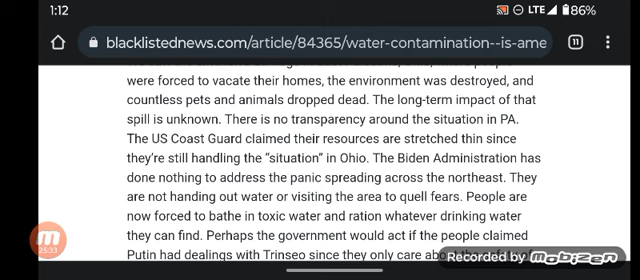 1:12
LTE 86%
blacklistednews.com/article/84365/water-contamination--is-ame
11
were forced to vacate their homes, the environment was destroyed, and
countless pets and animals dropped dead. The long-term impact of that
spill is unknown. There is no transparency around the situation in PA.
The US Coast Guard claimed their resources are stretched thin since
they're still handling the “situation” in Ohio. The Biden Administration has
done nothing to address the panic spreading across the northeast. They
are not handing out water or visiting the area to quell fears. People are
now forced to bathe in toxic water and ration whatever drinking water
they can find. Perhaps the government would act if the people claimed
Putin had dealings with Trinseo since they only care
25:33
Recorded by Mobizen